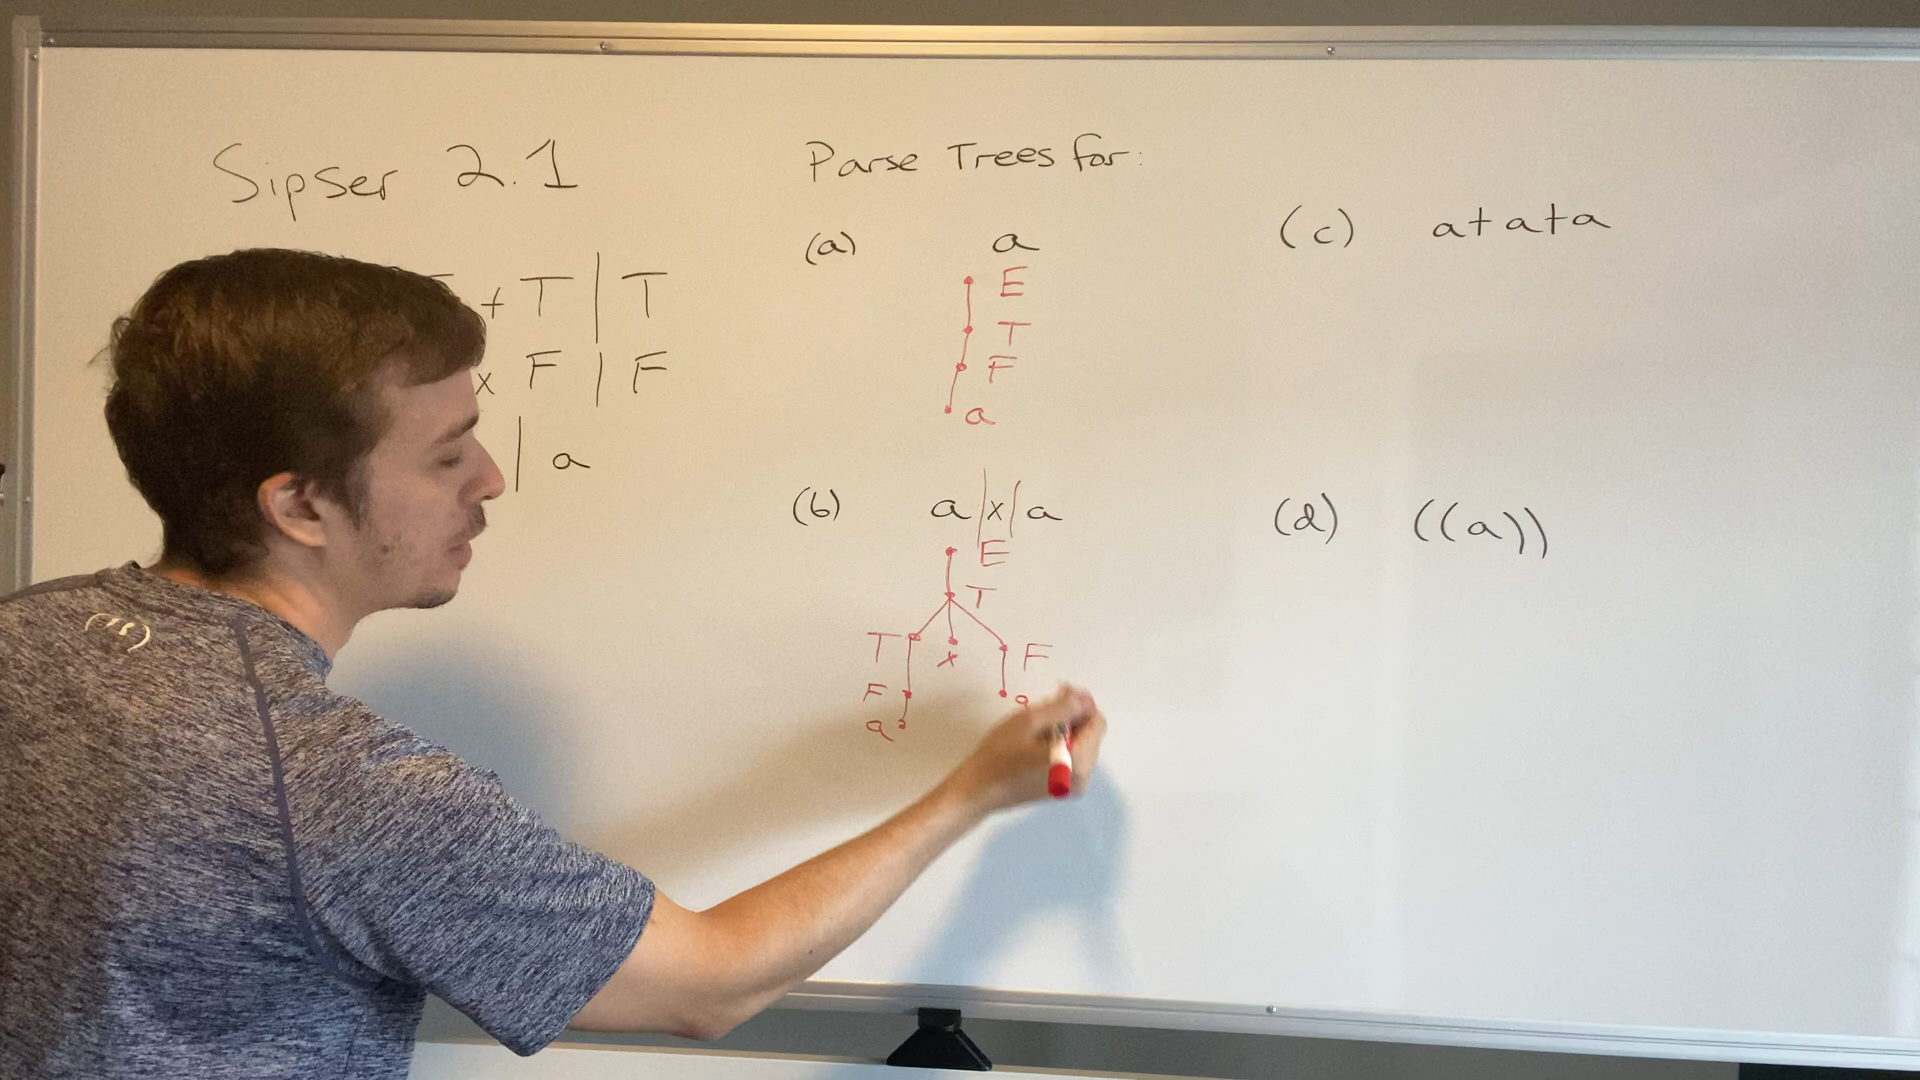 Sipser 2.1
+ T | T
x F | F
| a
Parse Trees for:
(a) a
E
T
F
a
(b) a|x|a
E
T
T x F
F a
a
(c) a+a+a
(d) ((a))